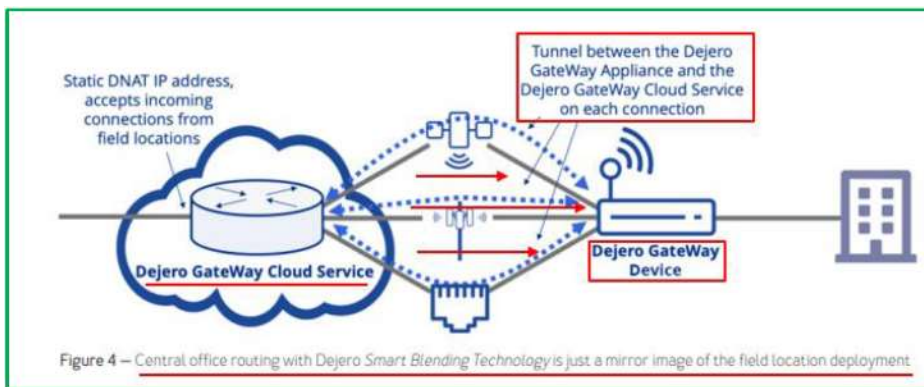 Tunnel between the Dejero
GateWay Appliance and the
Dejero GateWay Cloud Service
on each connection
Static DNAT IP address,
accepts incoming
connections from
field locations
Dejero GateWay Cloud Service
Dejero GateWay
Device
Figure 4 — Central office routing with Dejero Smart Blending Technology is just a mirror image of the field location deployment